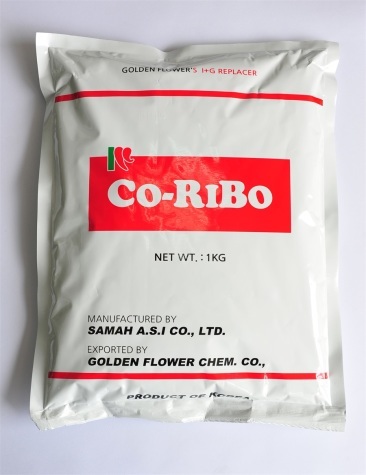 GOLDEN FLOWER'S I+G REPLACER
CO-RIBO
NET WT. : 1KG
MANUFACTURED BY
SAMAH A.S.I CO., LTD.
EXPORTED BY
GOLDEN FLOWER CHEM. CO.,
PRODUCT OF KOREA